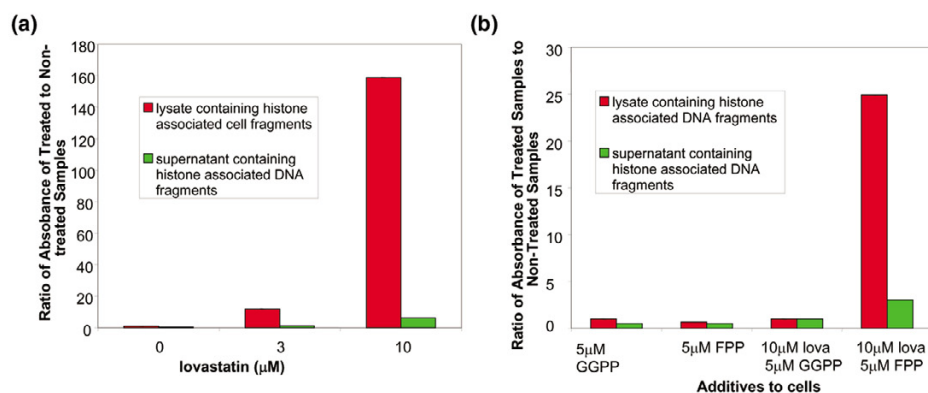 (a)
Ratio of Absobance of Treated to Non-
treated Samples
180
160
140
120
100
80
60
40
20
0
lysate containing histone
associated cell fragments
supernatant containing
histone associated DNA
fragments
0
3
10
lovastatin (μM)
(b)
Ratio of Absorbance of Treated Samples to
Non-Treated Samples
30
25
20
15
10
5
0
lysate containing histone
associated DNA fragments
supernatant containing
histone associated DNA
fragments
5μM
GGPP
5μM FPP
10μM lova
5μM GGPP
10μM lova
5μM FPP
Additives to cells